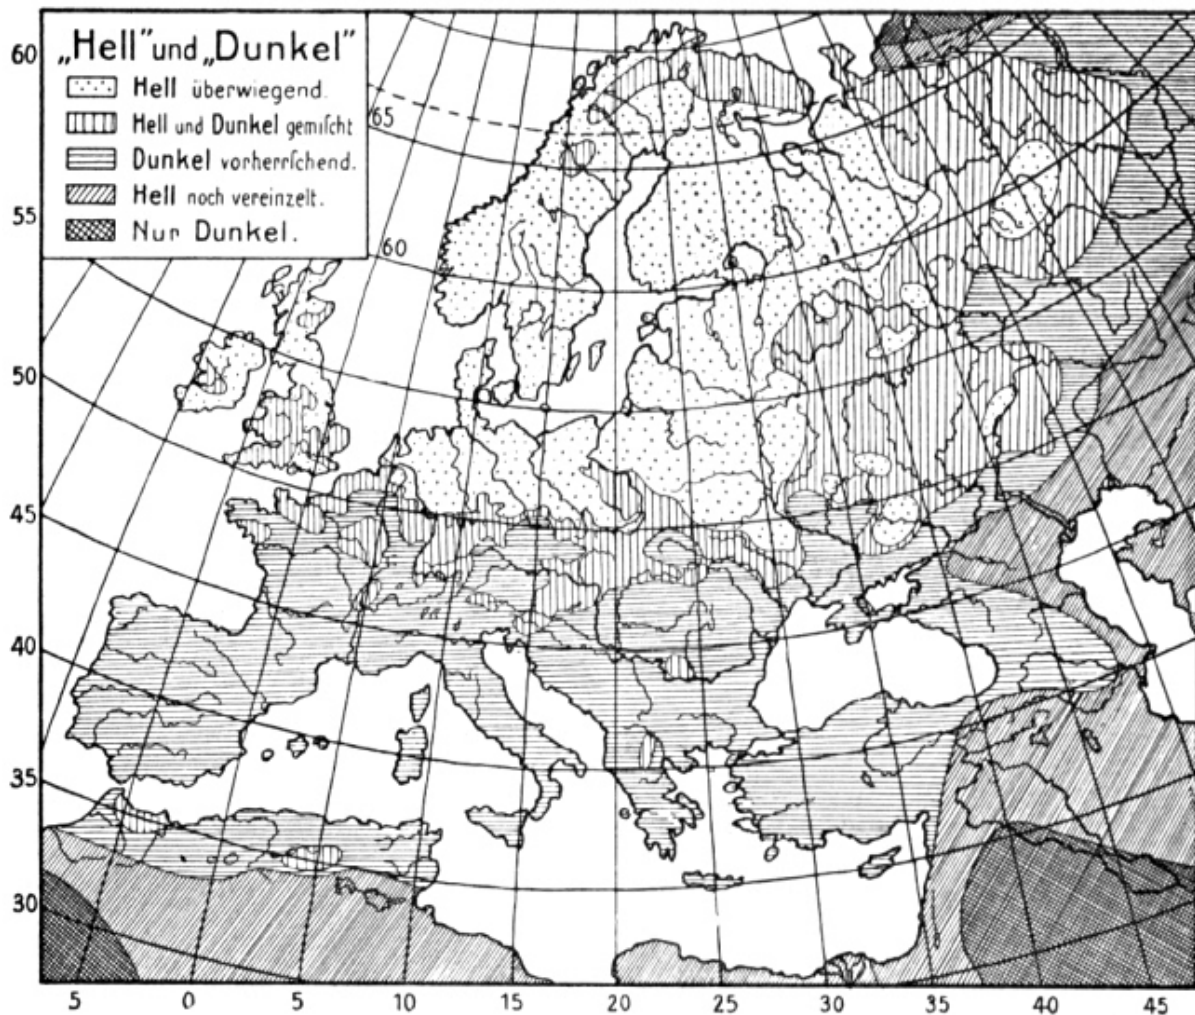 „Hell" und „Dunkel"
Hell überwiegend.
Hell und Dunkel gemiſcht
Dunkel vorherrſchend.
Hell noch vereinzelt.
Nur Dunkel.
60
65
55
60
50
45
40
35
30
5 0 5 10 15 20 25 30 35 40 45